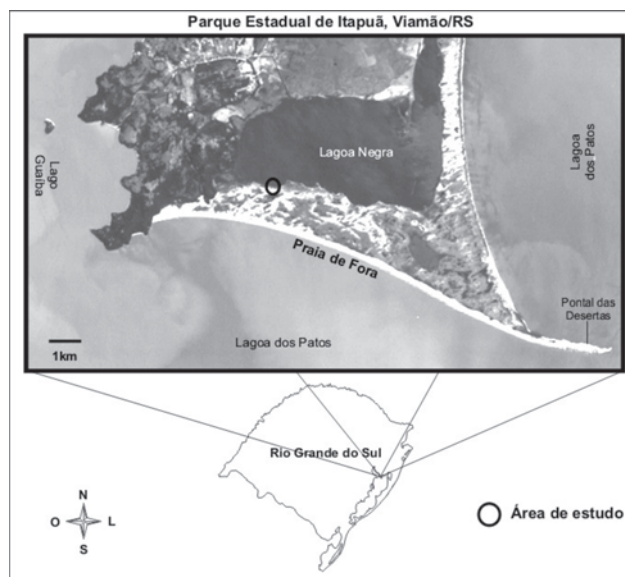 Parque Estadual de Itapuã, Viamão/RS
Lago
Guaíba
Lagoa Negra
Lagoa
dos Patos
Praia de Fora
Pontal das
Desertas
1km
Lagoa dos Patos
Rio Grande do Sul
N
O
L
S
Área de estudo